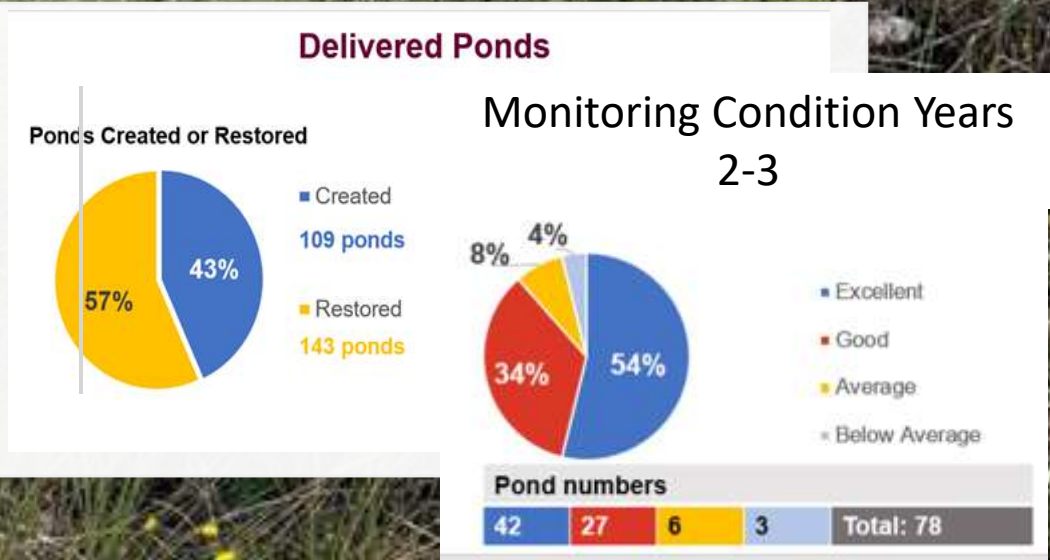 Delivered Ponds
Ponds Created or Restored
43%
57%
Created
109 ponds
Restored
143 ponds
Monitoring Condition Years
2-3
4%
8%
34%
54%
Excellent
Good
Average
Below Average
Pond numbers
42 27 6 3 Total: 78